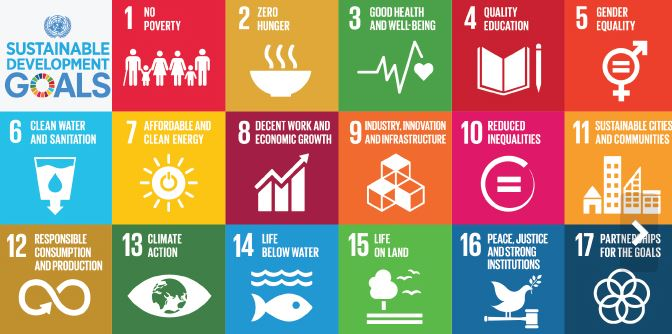 SUSTAINABLE
DEVELOPMENT
GOALS
1 NO
POVERTY
2 ZERO
HUNGER
3 GOOD HEALTH
AND WELL-BEING
4 QUALITY
EDUCATION
5 GENDER
EQUALITY
6 CLEAN WATER
AND SANITATION
7 AFFORDABLE AND
CLEAN ENERGY
8 DECENT WORK AND
ECONOMIC GROWTH
9 INDUSTRY, INNOVATION
AND INFRASTRUCTURE
10 REDUCED
INEQUALITIES
11 SUSTAINABLE CITIES
AND COMMUNITIES
12 RESPONSIBLE
CONSUMPTION
AND PRODUCTION
13 CLIMATE
ACTION
14 LIFE
BELOW WATER
15 LIFE
ON LAND
16 PEACE, JUSTICE
AND STRONG
INSTITUTIONS
17 PARTNERSHIPS
FOR THE GOALS